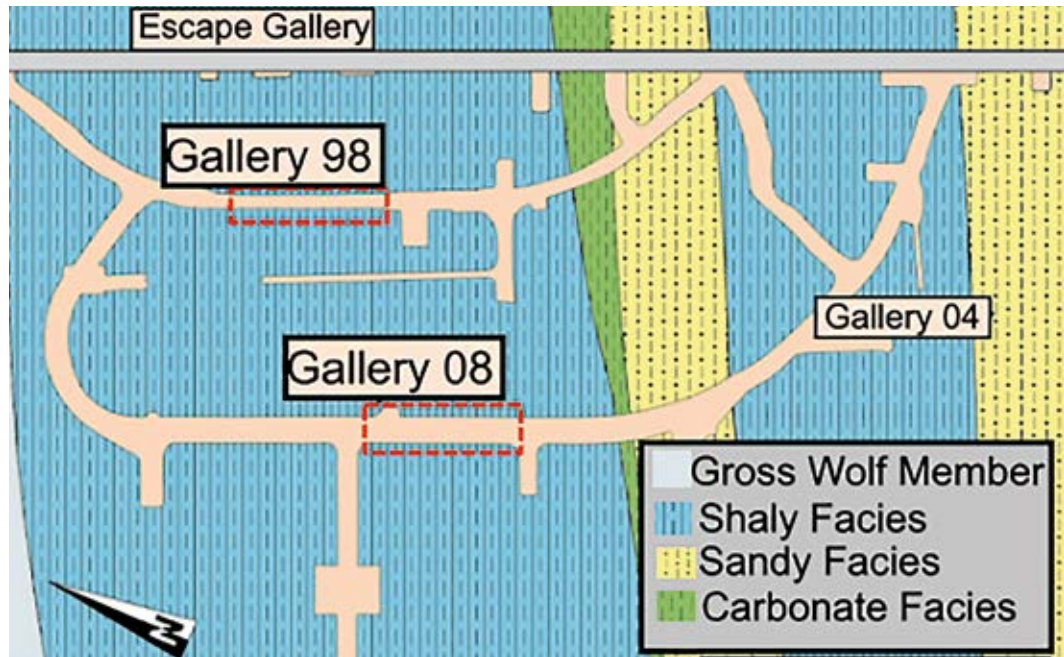 Escape Gallery
Gallery 98
Gallery 08
Gallery 04
Gross Wolf Member
Shaly Facies
Sandy Facies
Carbonate Facies
N